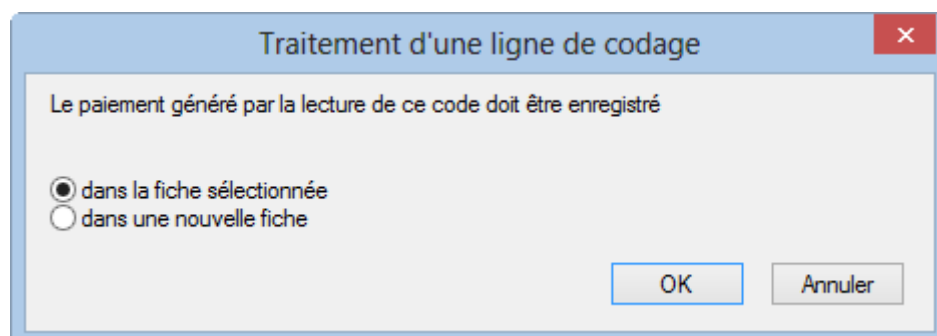 Traitement d'une ligne de codage
Le paiement généré par la lecture de ce code doit être enregistré
dans la fiche sélectionnée
dans une nouvelle fiche
OK Annuler